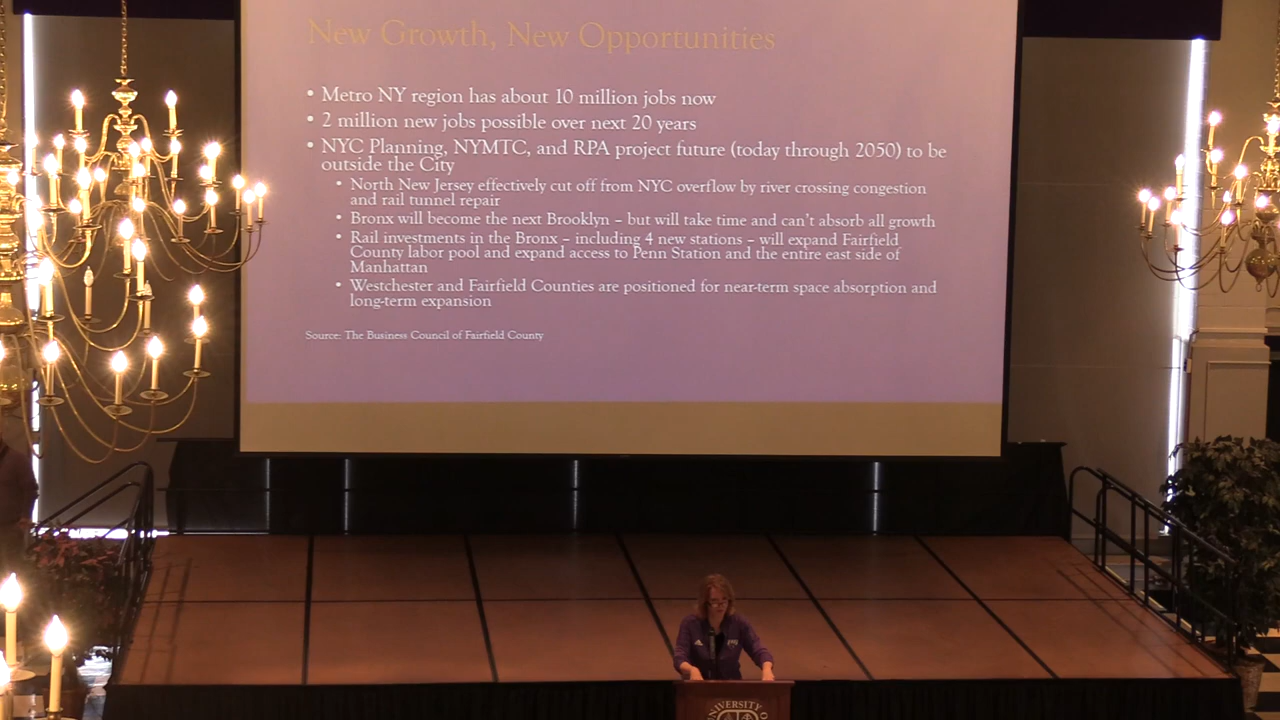 New Growth, New Opportunities
• Metro NY region has about 10 million jobs now
• 2 million new jobs possible over next 20 years
• NYC Planning, NYMTC, and RPA project future (today through 2050) to be
outside the City
• North New Jersey effectively cut off from NYC overflow by river crossing congestion
and rail tunnel repair
• Bronx will become the next Brooklyn – but will take time and can't absorb all growth
• Rail investments in the Bronx – including 4 new stations – will expand Fairfield
County labor pool and expand access to Penn Station and the entire east side of
Manhattan
• Westchester and Fairfield Counties are positioned for near-term space absorption and
long-term expansion
Source: The Business Council of Fairfield County
UNIVERSITY OF